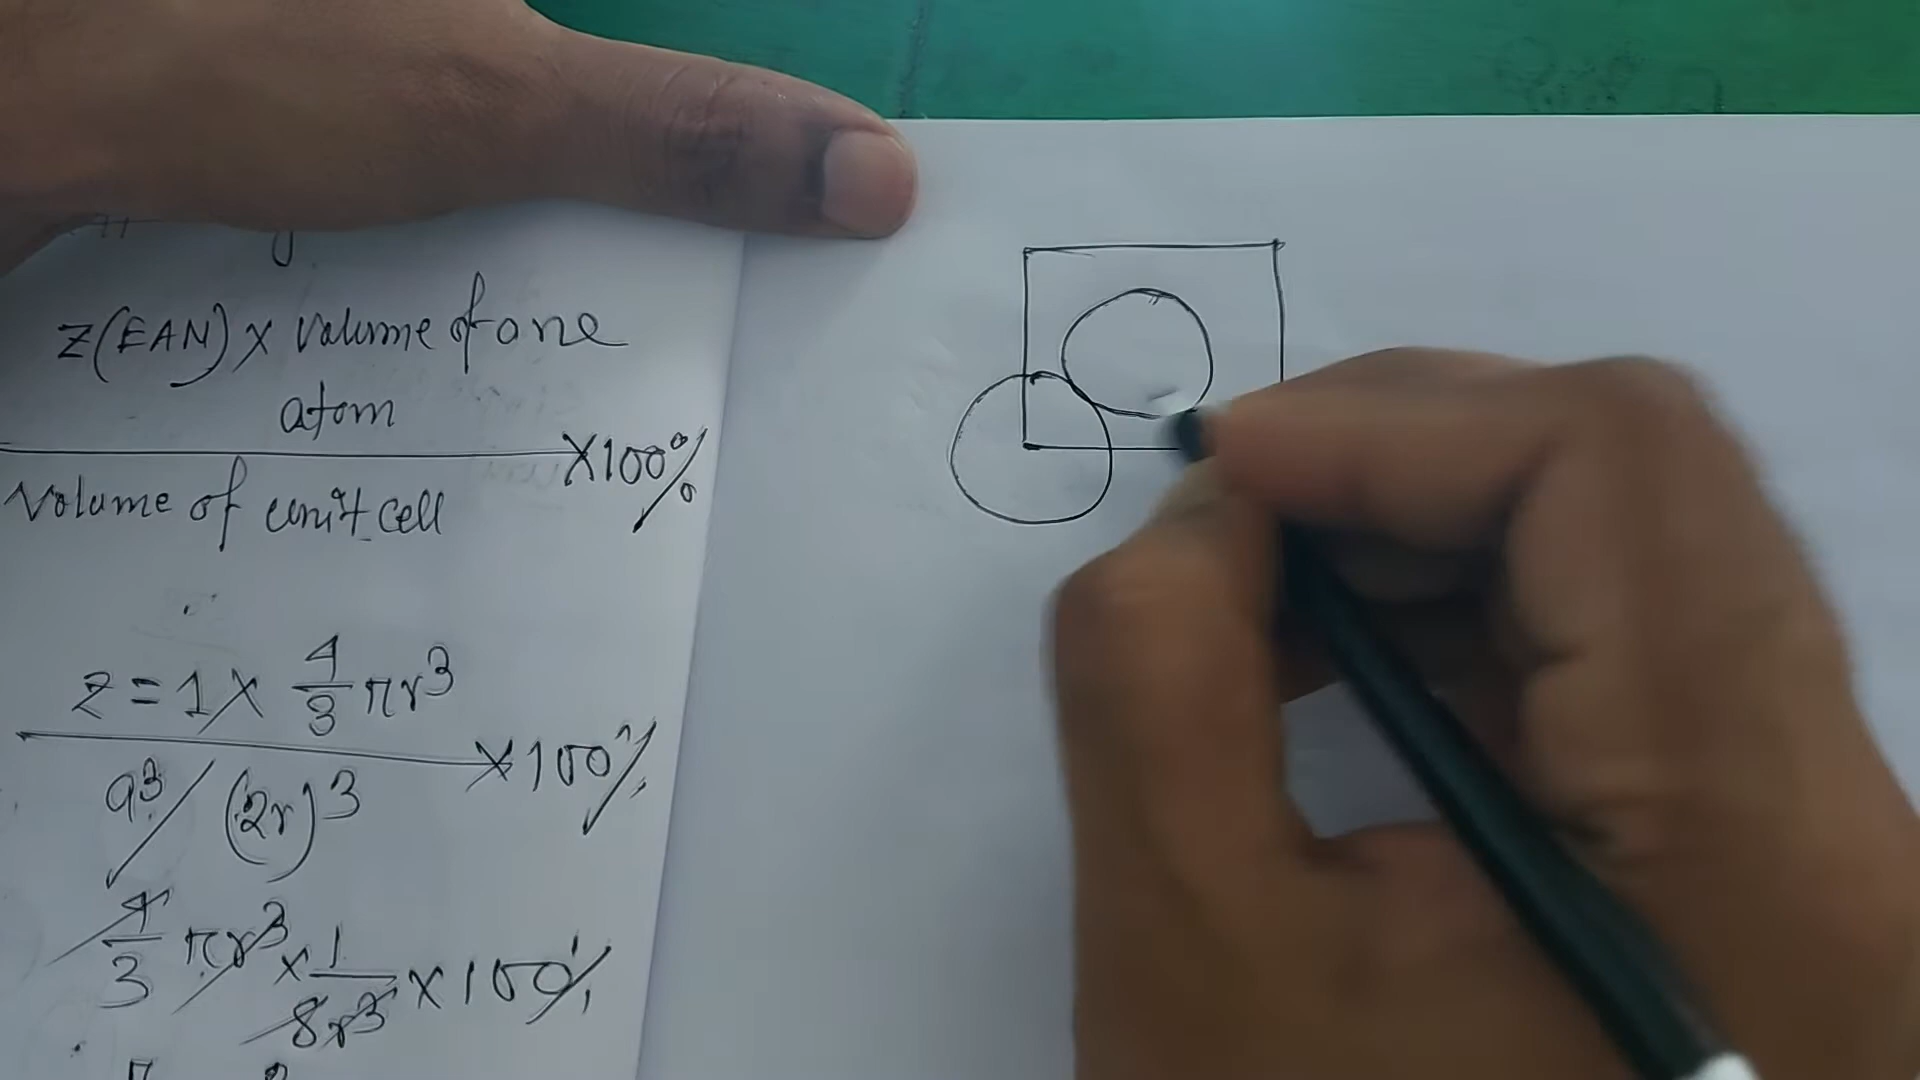 Z(EAN) x Volume of one
atom
x100%
Volume of unit cell
z = 1 x 4/3 πr³
x100%
a³/(2r)³
4/3 πr³ x 1/8r³ x 100%